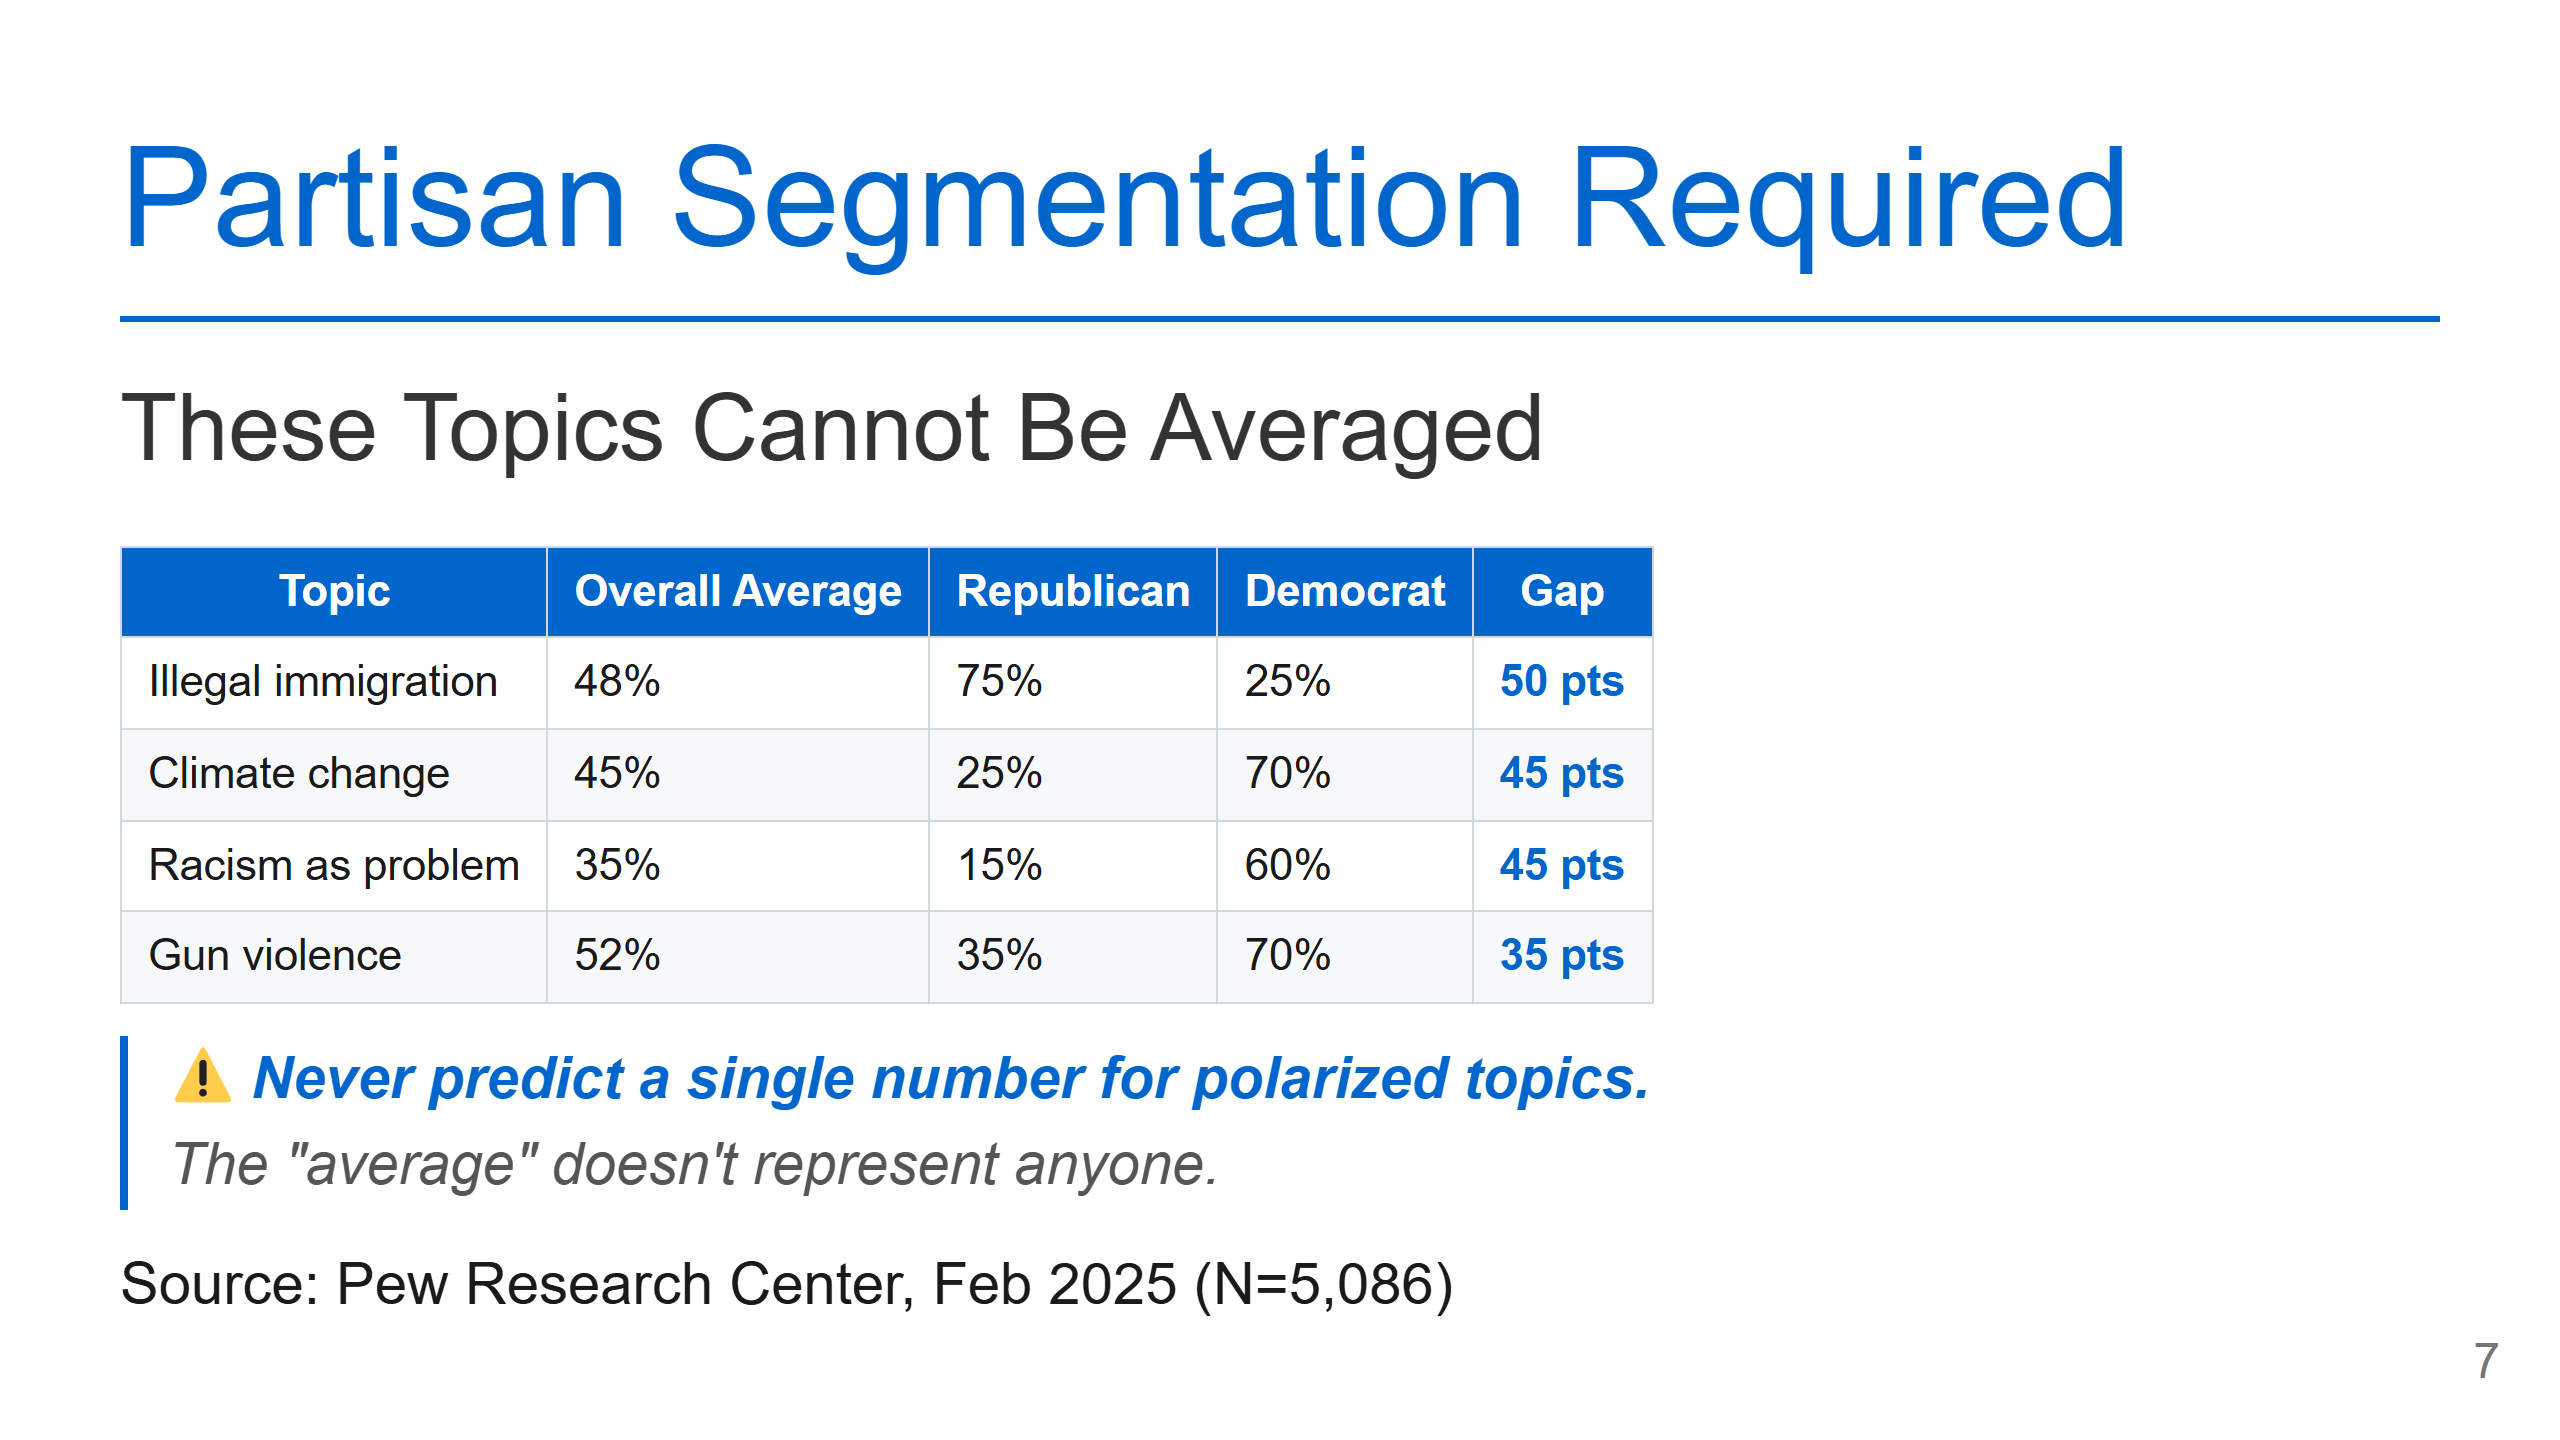 Partisan Segmentation Required
These Topics Cannot Be Averaged
Topic Overall Average Republican Democrat Gap
Illegal immigration 48% 75% 25% 50 pts
Climate change 45% 25% 70% 45 pts
Racism as problem 35% 15% 60% 45 pts
Gun violence 52% 35% 70% 35 pts
⚠️ Never predict a single number for polarized topics.
The "average" doesn't represent anyone.
Source: Pew Research Center, Feb 2025 (N=5,086)
7